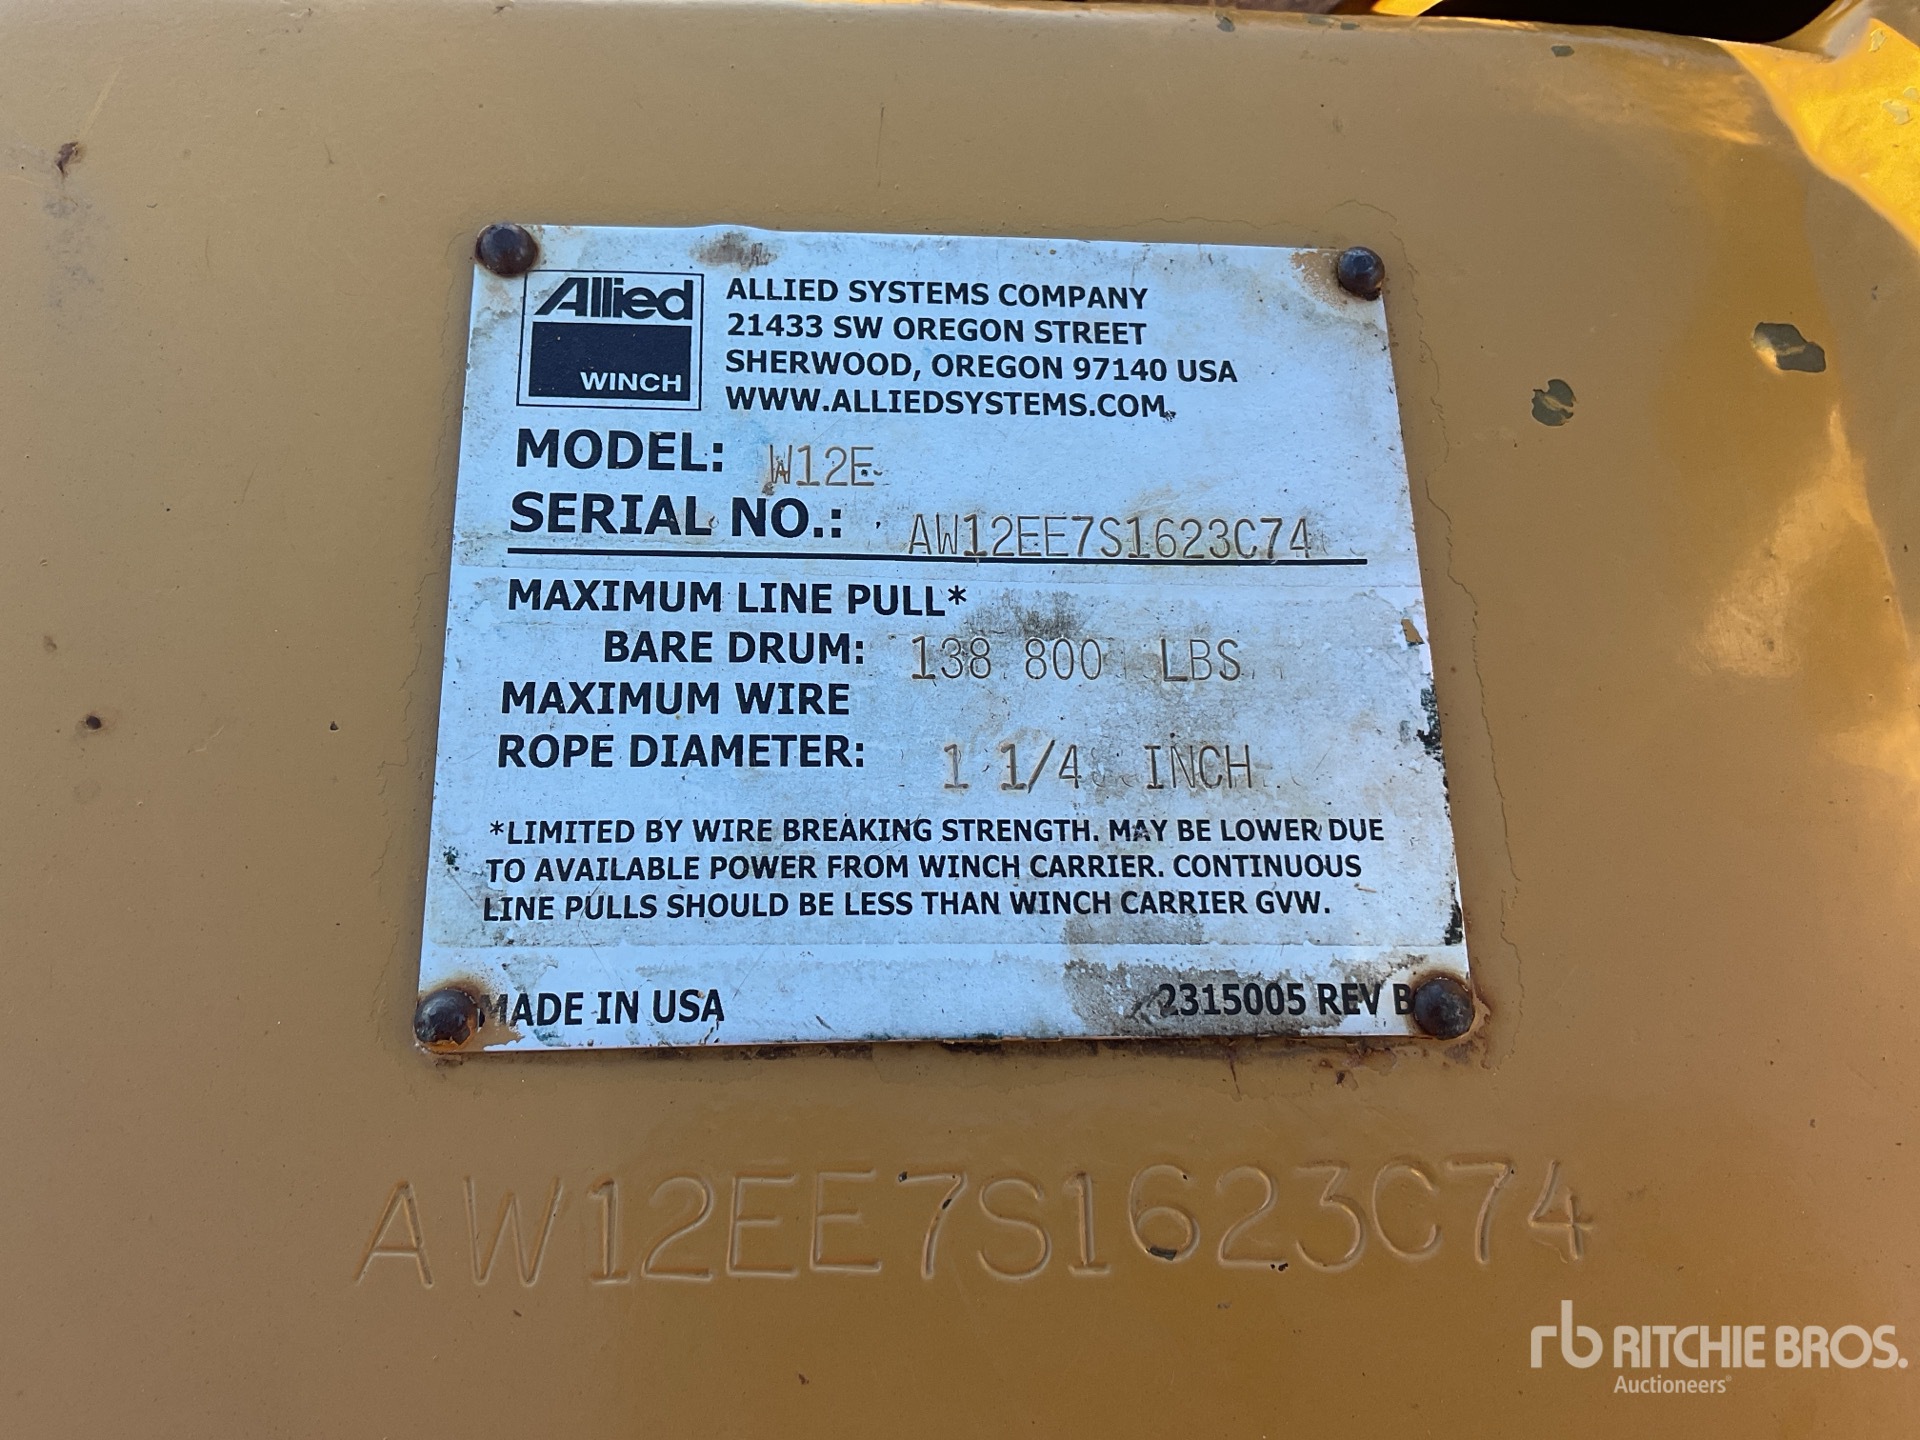 Allied
WINCH
ALLIED SYSTEMS COMPANY
21433 SW OREGON STREET
SHERWOOD, OREGON 97140 USA
WWW.ALLIEDSYSTEMS.COM
MODEL: W12E
SERIAL NO.: AW12EE7S1623C74
MAXIMUM LINE PULL*
BARE DRUM: 138 800 LBS
MAXIMUM WIRE
ROPE DIAMETER: 1 1/4 INCH
*LIMITED BY WIRE BREAKING STRENGTH. MAY BE LOWER DUE
TO AVAILABLE POWER FROM WINCH CARRIER. CONTINUOUS
LINE PULLS SHOULD BE LESS THAN WINCH CARRIER GVW.
MADE IN USA 2315005 REV B
AW12EE7S1623C74
rb RITCHIE BROS.
Auctioneers